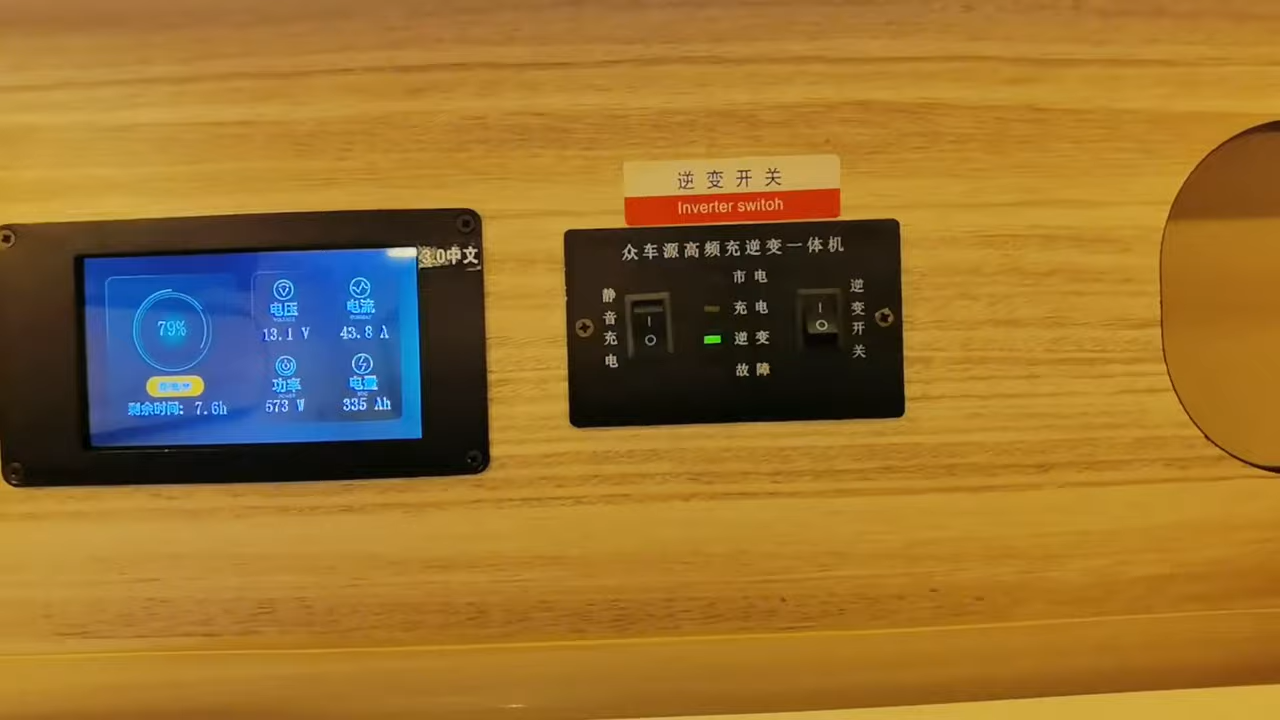 3.0中文
79%
剩余时间: 7.6h
电压
13.1 V
电流
43.8 A
功率
573 W
电量
335 Ah
逆变开关
Inverter switch
众车源高频充逆变一体机
静音充电
市电
充电
逆变
故障
逆变开关